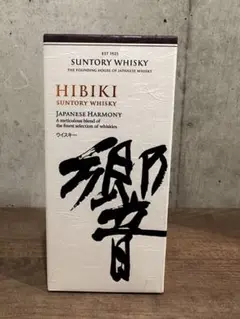 EST 1923
SUNTORY WHISKY
THE FOUNDING HOUSE OF JAPANESE WHISKY
HIBIKI
SUNTORY WHISKY
JAPANESE HARMONY
A meticulous blend of
the finest selection of whiskies
ウイスキー
響